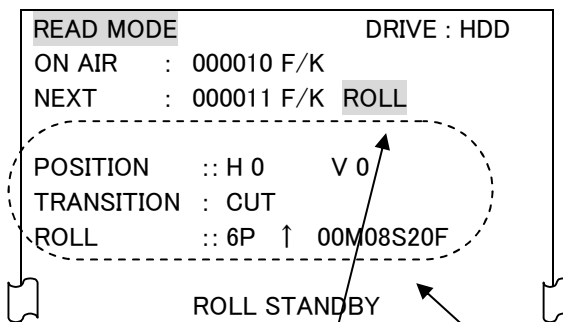 READ MODE DRIVE : HDD
ON AIR : 000010 F/K
NEXT : 000011 F/K ROLL
POSITION :: H 0 V 0
TRANSITION : CUT
ROLL :: 6P ↑ 00M08S20F
ROLL STANDBY